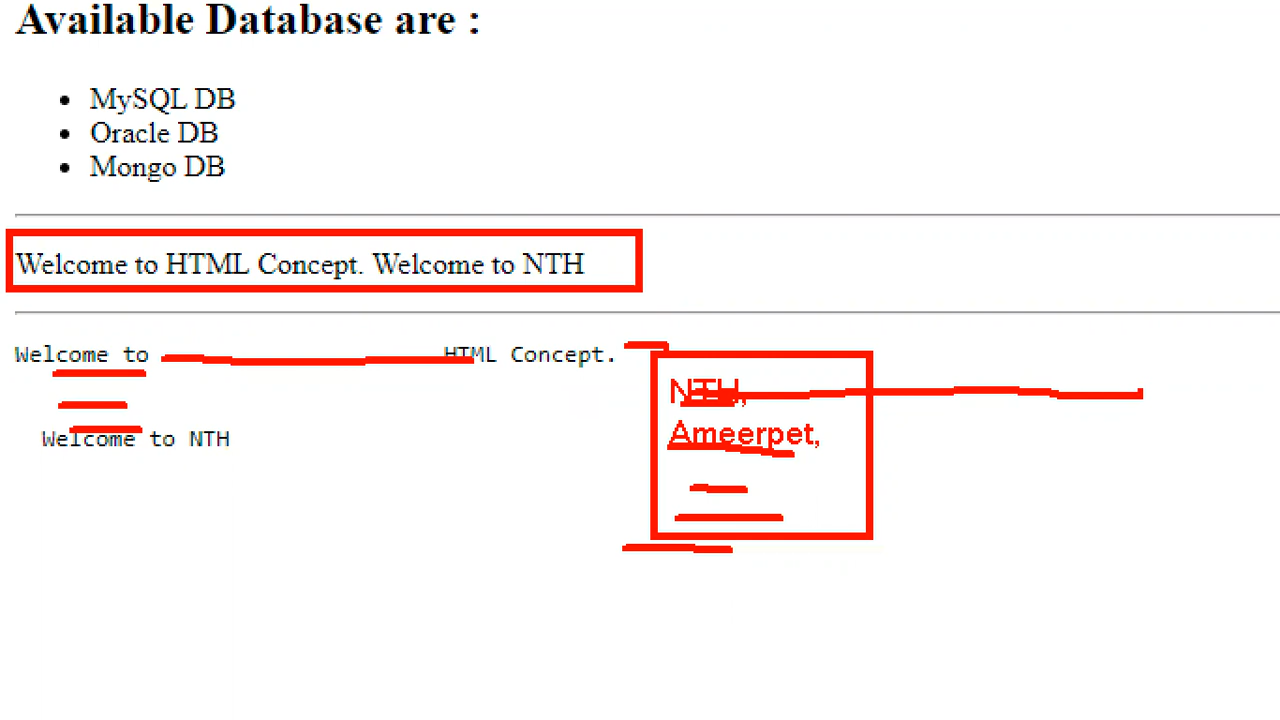 Available Database are :
MySQL DB
Oracle DB
Mongo DB
Welcome to HTML Concept. Welcome to NTH
Welcome to HTML Concept.
NTH,
Ameerpet,
Welcome to NTH